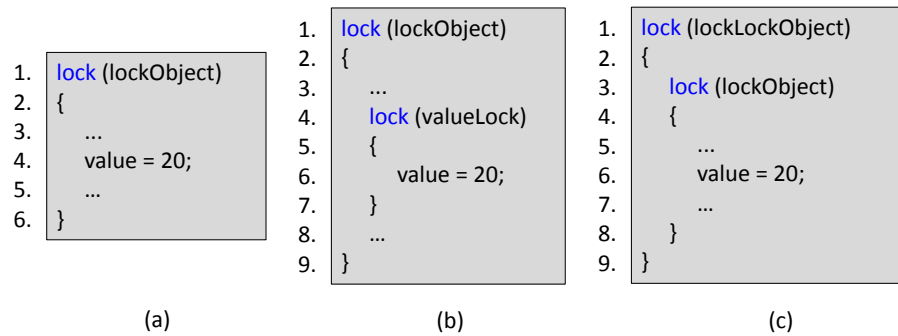 1. lock (lockObject)
2. {
3. ...
4. value = 20;
5. ...
6. }
(a)
1. lock (lockObject)
2. {
3. ...
4. lock (valueLock)
5. {
6. value = 20;
7. }
8. ...
9. }
(b)
1. lock (lockLockObject)
2. {
3. lock (lockObject)
4. {
5. ...
6. value = 20;
7. ...
8. }
9. }
(c)